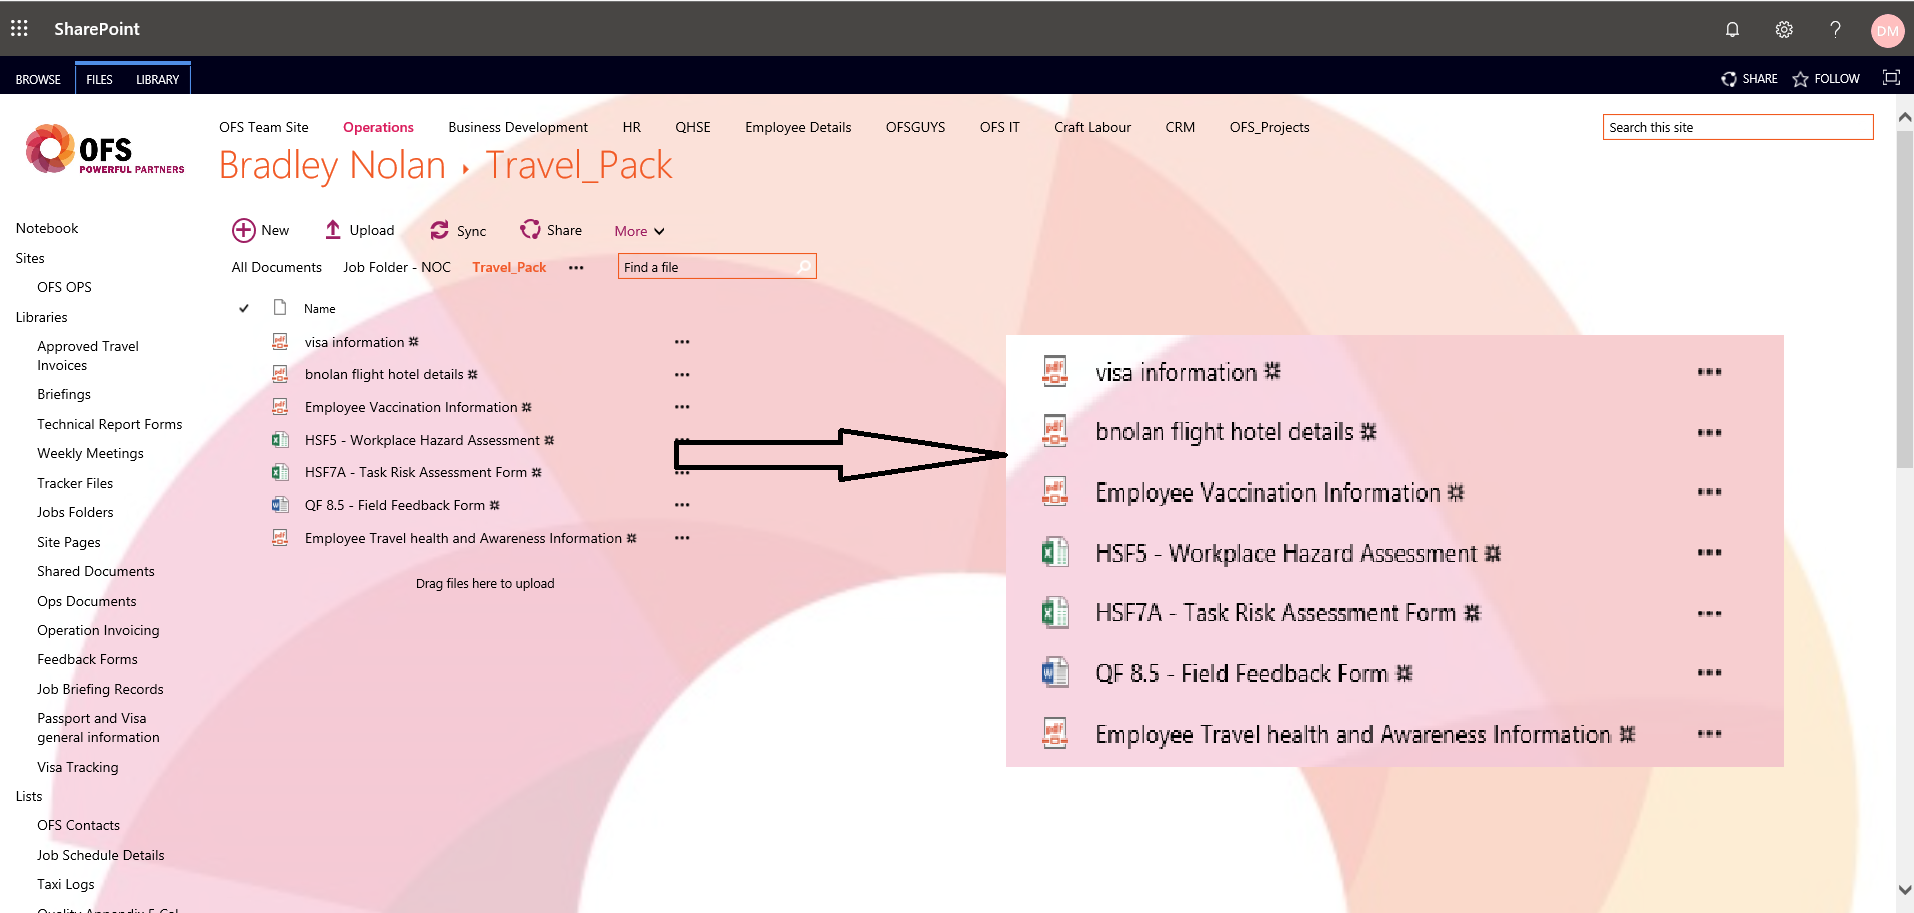 SharePoint
DM
BROWSE FILES LIBRARY
SHARE FOLLOW
OFS
POWERFUL PARTNERS
OFS Team Site Operations Business Development HR QHSE Employee Details OFSGUYS OFS IT Craft Labour CRM OFS_Projects
Search this site
Bradley Nolan Travel_Pack
Notebook
Sites
OFS OPS
Libraries
Approved Travel
Invoices
Briefings
Technical Report Forms
Weekly Meetings
Tracker Files
Jobs Folders
Site Pages
Shared Documents
Ops Documents
Operation Invoicing
Feedback Forms
Job Briefing Records
Passport and Visa
general information
Visa Tracking
Lists
OFS Contacts
Job Schedule Details
Taxi Logs
New Upload Sync Share More
All Documents Job Folder - NOC Travel_Pack ••• Find a file
Name
visa information •••
bnolan flight hotel details •••
Employee Vaccination Information •••
HSF5 - Workplace Hazard Assessment •••
HSF7A - Task Risk Assessment Form •••
QF 8.5 - Field Feedback Form •••
Employee Travel health and Awareness Information •••
Drag files here to upload
visa information •••
bnolan flight hotel details •••
Employee Vaccination Information •••
HSF5 - Workplace Hazard Assessment •••
HSF7A - Task Risk Assessment Form •••
QF 8.5 - Field Feedback Form •••
Employee Travel health and Awareness Information •••